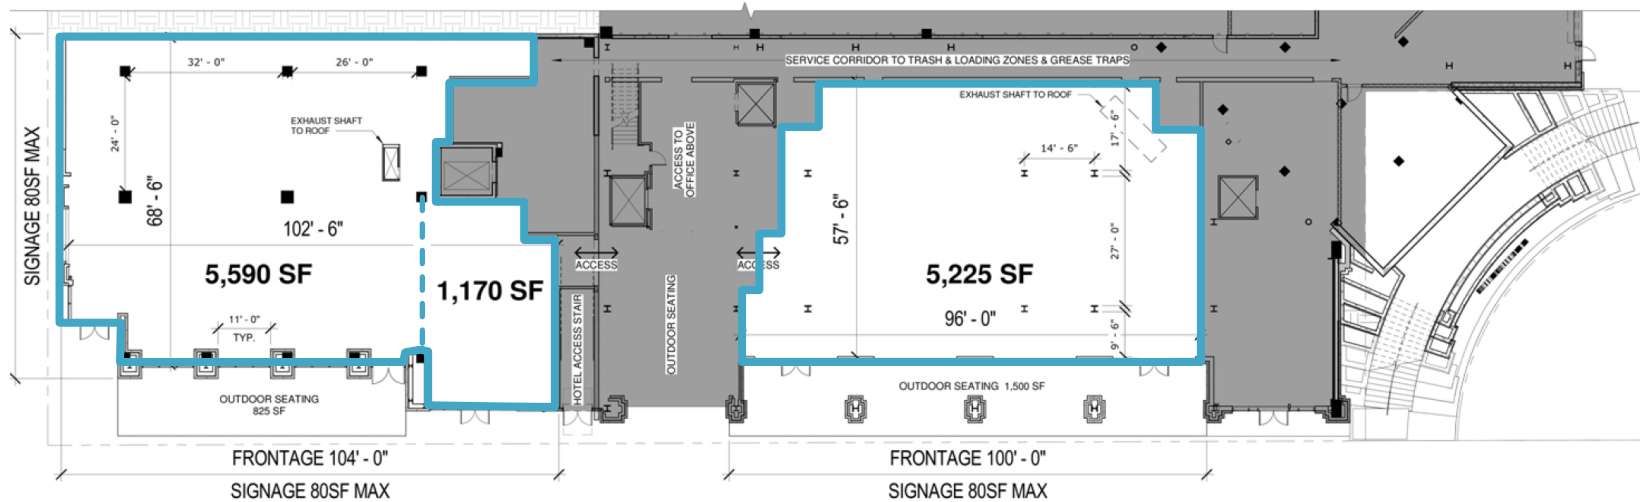 SERVICE CORRIDOR TO TRASH & LOADING ZONES & GREASE TRAPS
32' - 0"
26' - 0"
EXHAUST SHAFT
TO ROOF
24' - 0"
SIGNAGE 80SF MAX
68' - 6"
102' - 6"
5,590 SF
1,170 SF
11' - 0"
TYP.
OUTDOOR SEATING
825 SF
FRONTAGE 104' - 0"
SIGNAGE 80SF MAX
HOTEL ACCESS STAIR
ACCESS
OUTDOOR SEATING
ACCESS TO
OFFICE ABOVE
ACCESS
EXHAUST SHAFT TO ROOF
17' - 6"
14' - 6"
57' - 6"
27' - 0"
5,225 SF
96' - 0"
9' - 6"
OUTDOOR SEATING 1,500 SF
FRONTAGE 100' - 0"
SIGNAGE 80SF MAX